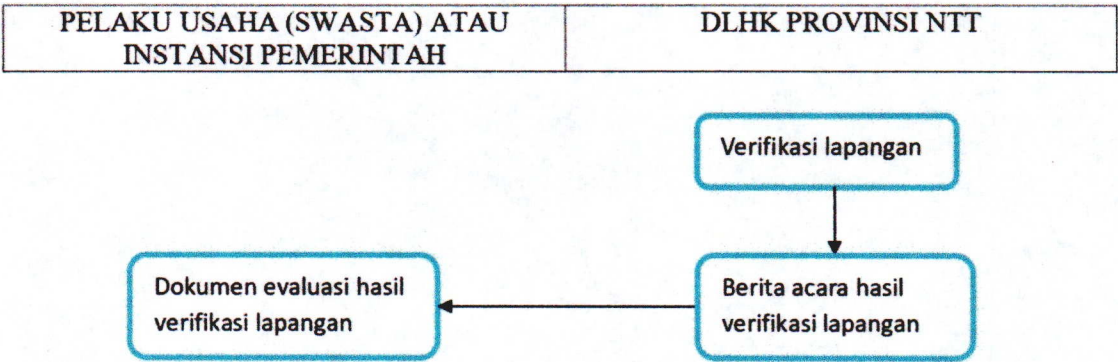 PELAKU USAHA (SWASTA) ATAU
INSTANSI PEMERINTAH
DLHK PROVINSI NTT
Verifikasi lapangan
Dokumen evaluasi hasil
verifikasi lapangan
Berita acara hasil
verifikasi lapangan